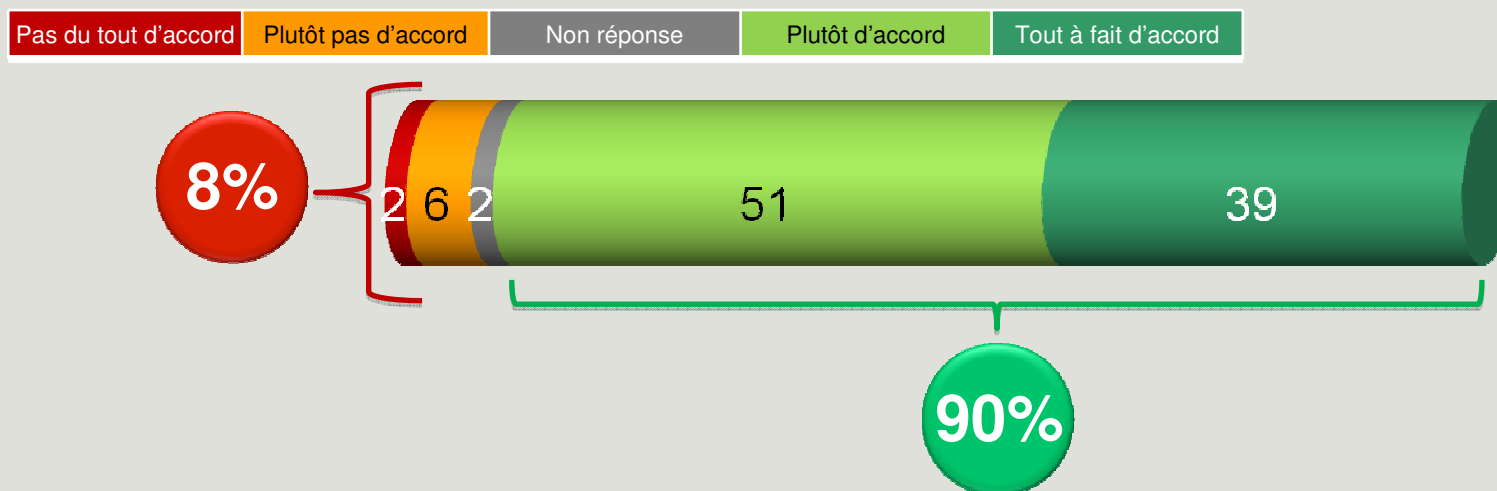 Pas du tout d’accord Plutôt pas d’accord Non réponse Plutôt d’accord Tout à fait d’accord
8% 2 6 2 51 39
90%